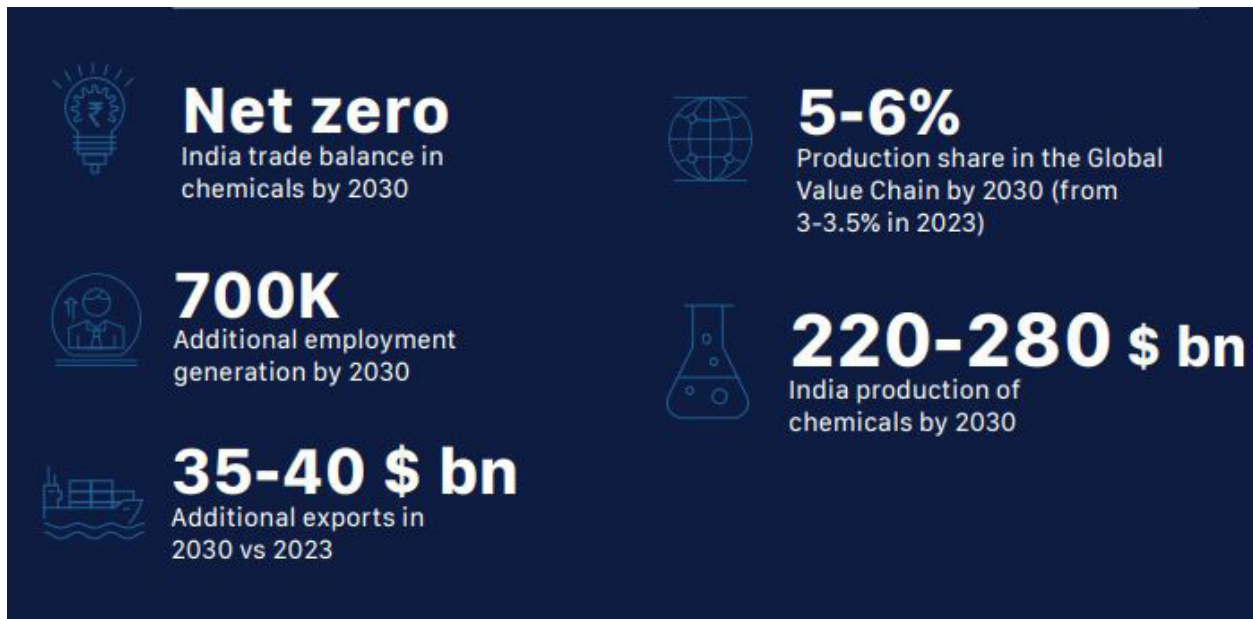 Net zero
India trade balance in
chemicals by 2030
700K
Additional employment
generation by 2030
35-40 $ bn
Additional exports in
2030 vs 2023
5-6%
Production share in the Global
Value Chain by 2030 (from
3-3.5% in 2023)
220-280 $ bn
India production of
chemicals by 2030